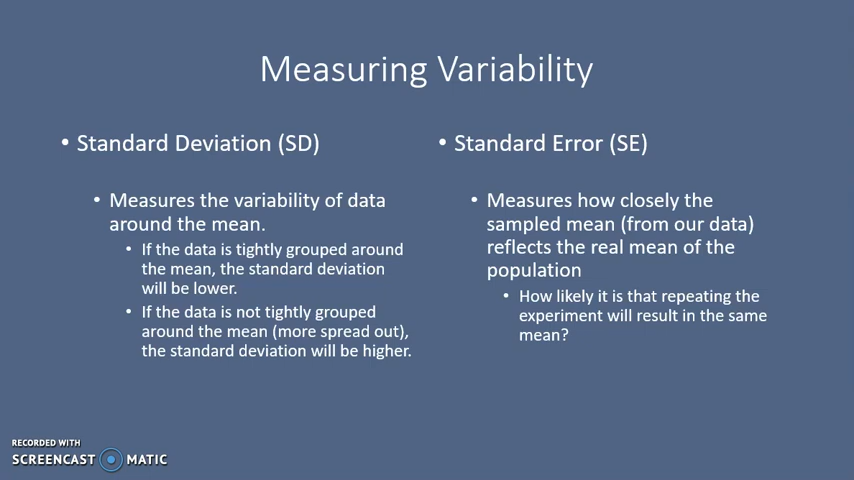 Measuring Variability
• Standard Deviation (SD)
• Measures the variability of data
around the mean.
• If the data is tightly grouped around
the mean, the standard deviation
will be lower.
• If the data is not tightly grouped
around the mean (more spread out),
the standard deviation will be higher.
• Standard Error (SE)
• Measures how closely the
sampled mean (from our data)
reflects the real mean of the
population
• How likely it is that repeating the
experiment will result in the same
mean?
RECORDED WITH
SCREENCAST MATIC